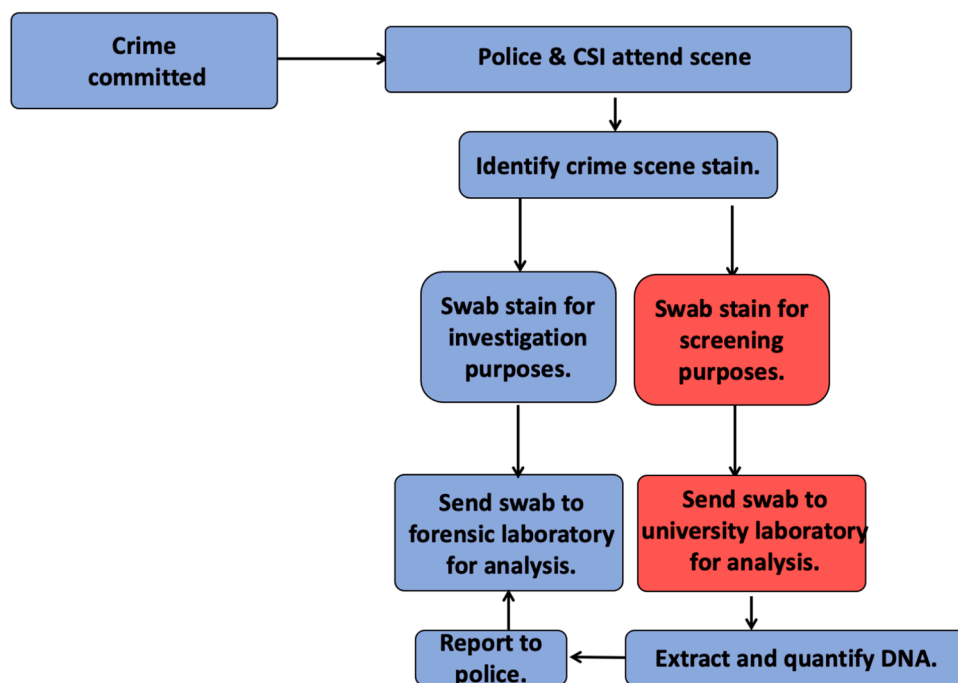 Crime
committed
Police & CSI attend scene
Identify crime scene stain.
Swab stain for
investigation
purposes.
Swab stain for
screening
purposes.
Send swab to
forensic laboratory
for analysis.
Send swab to
university laboratory
for analysis.
Report to
police.
Extract and quantify DNA.